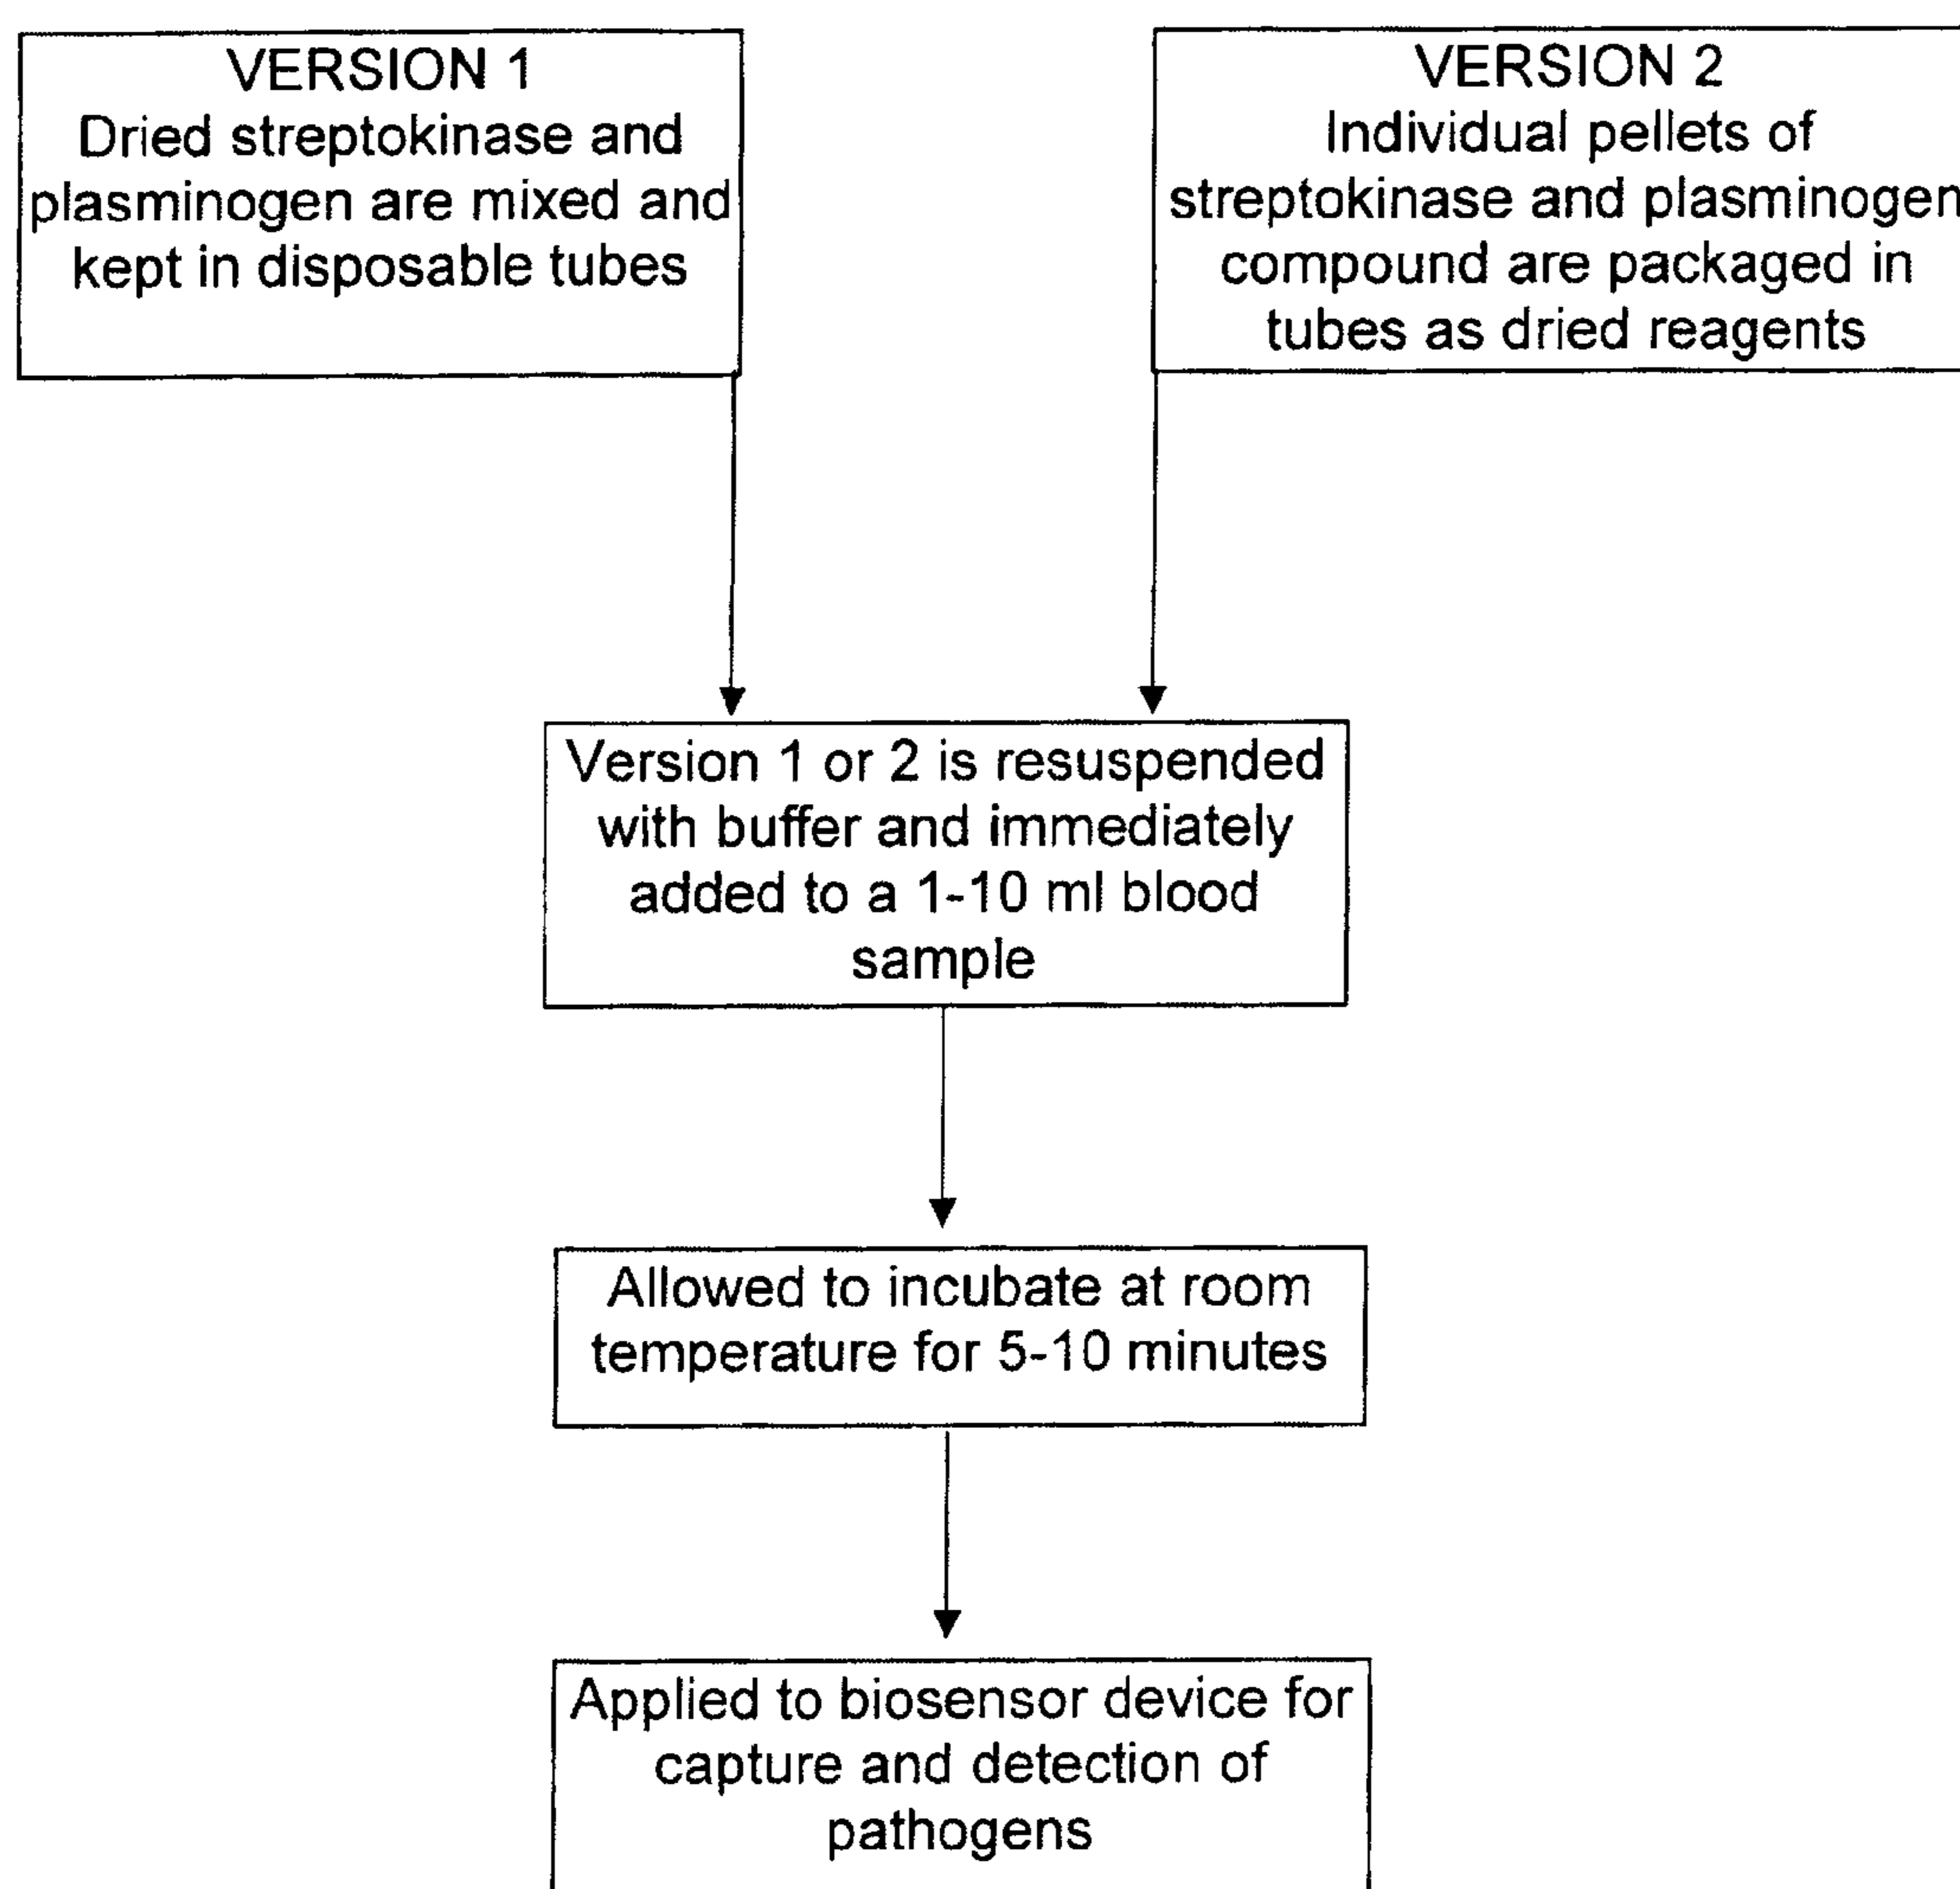 VERSION 1
Dried streptokinase and
plasminogen are mixed and
kept in disposable tubes
VERSION 2
Individual pellets of
streptokinase and plasminogen
compound are packaged in
tubes as dried reagents
Version 1 or 2 is resuspended
with buffer and immediately
added to a 1-10 ml blood
sample
Allowed to incubate at room
temperature for 5-10 minutes
Applied to biosensor device for
capture and detection of
pathogens